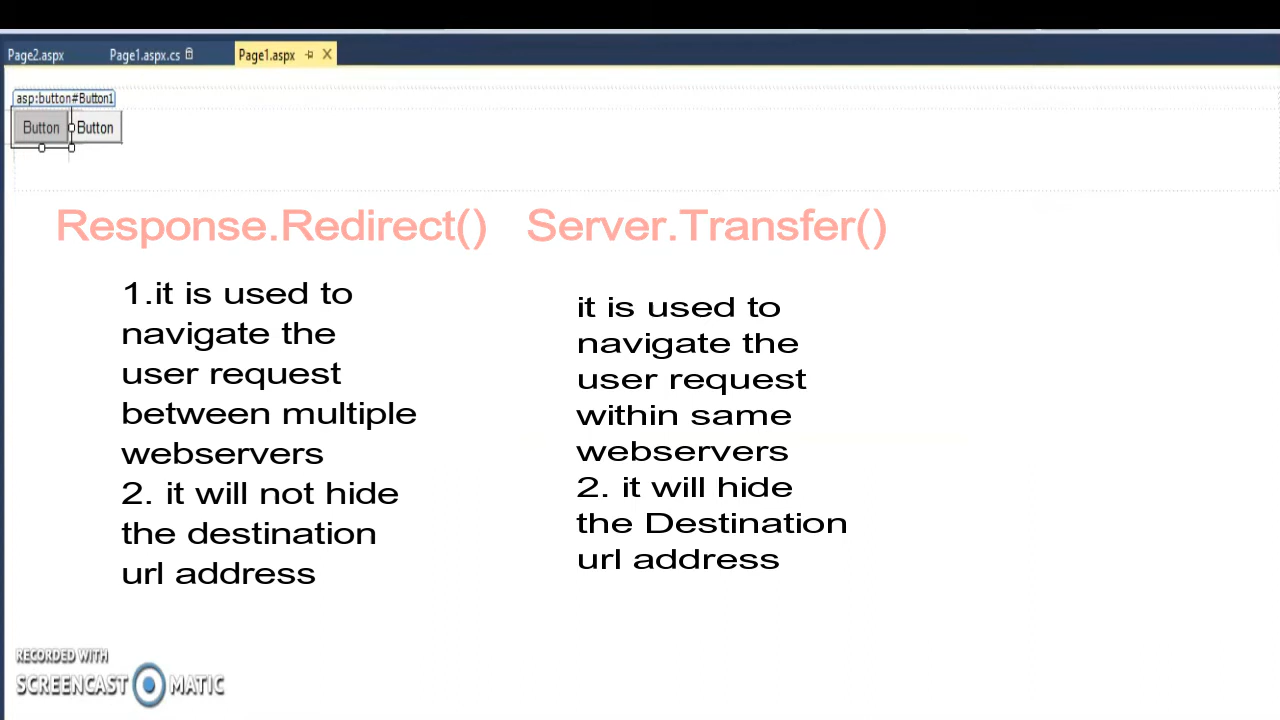 Page2.aspx Page1.aspx.cs Page1.aspx
asp:button#Button1
Button Button
Response.Redirect() Server.Transfer()
1.it is used to
navigate the
user request
between multiple
webservers
2. it will not hide
the destination
url address
it is used to
navigate the
user request
within same
webservers
2. it will hide
the Destination
url address
RECORDED WITH
SCREENCAST MATIC